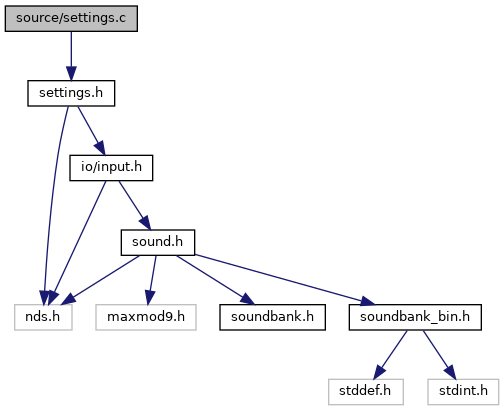 source/settings.c
settings.h
io/input.h
sound.h
nds.h
maxmod9.h
soundbank.h
soundbank_bin.h
stddef.h
stdint.h